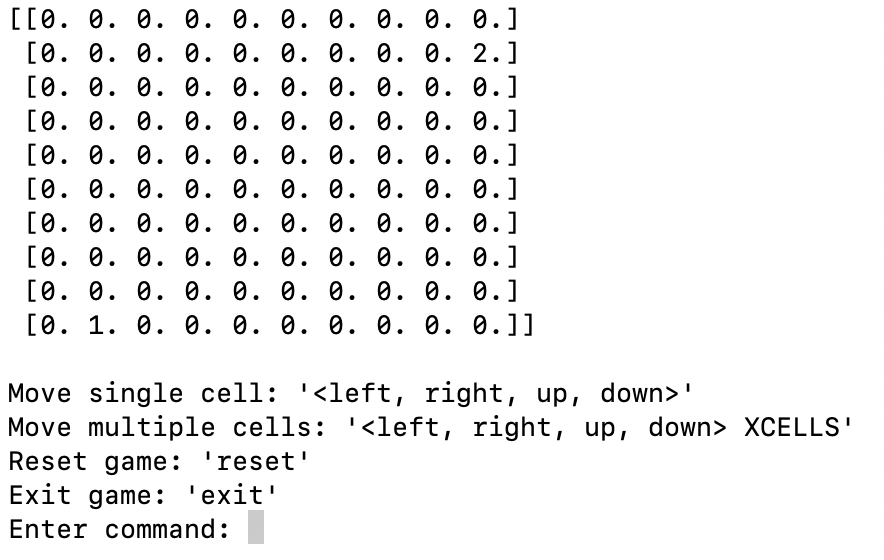 [[0. 0. 0. 0. 0. 0. 0. 0. 0. 0.]
 [0. 0. 0. 0. 0. 0. 0. 0. 0. 2.]
 [0. 0. 0. 0. 0. 0. 0. 0. 0. 0.]
 [0. 0. 0. 0. 0. 0. 0. 0. 0. 0.]
 [0. 0. 0. 0. 0. 0. 0. 0. 0. 0.]
 [0. 0. 0. 0. 0. 0. 0. 0. 0. 0.]
 [0. 0. 0. 0. 0. 0. 0. 0. 0. 0.]
 [0. 0. 0. 0. 0. 0. 0. 0. 0. 0.]
 [0. 0. 0. 0. 0. 0. 0. 0. 0. 0.]
 [0. 1. 0. 0. 0. 0. 0. 0. 0. 0.]]
Move single cell: '<left, right, up, down>'
Move multiple cells: '<left, right, up, down> XCELLS'
Reset game: 'reset'
Exit game: 'exit'
Enter command: